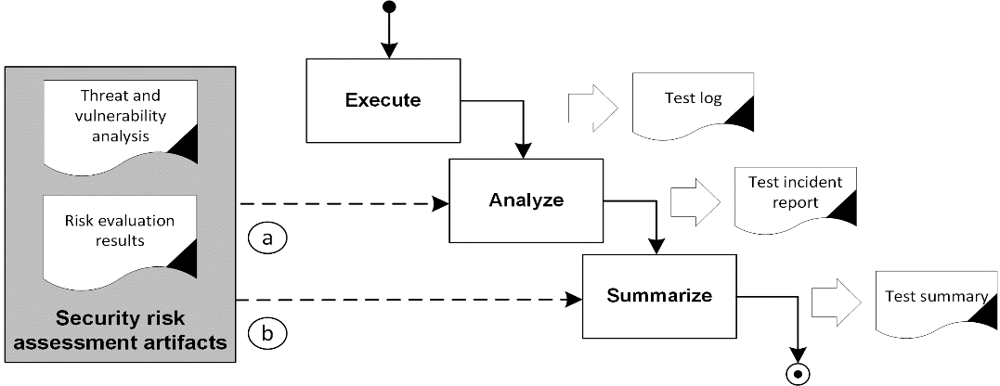 Threat and
vulnerability
analysis
Risk evaluation
results
Security risk
assessment artifacts
a
b
Execute
Analyze
Summarize
Test log
Test incident
report
Test summary